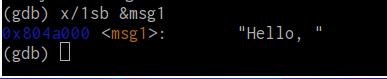 (gdb) x/1sb &msg1
0x804a000 <msg1>:        "Hello, "
(gdb)